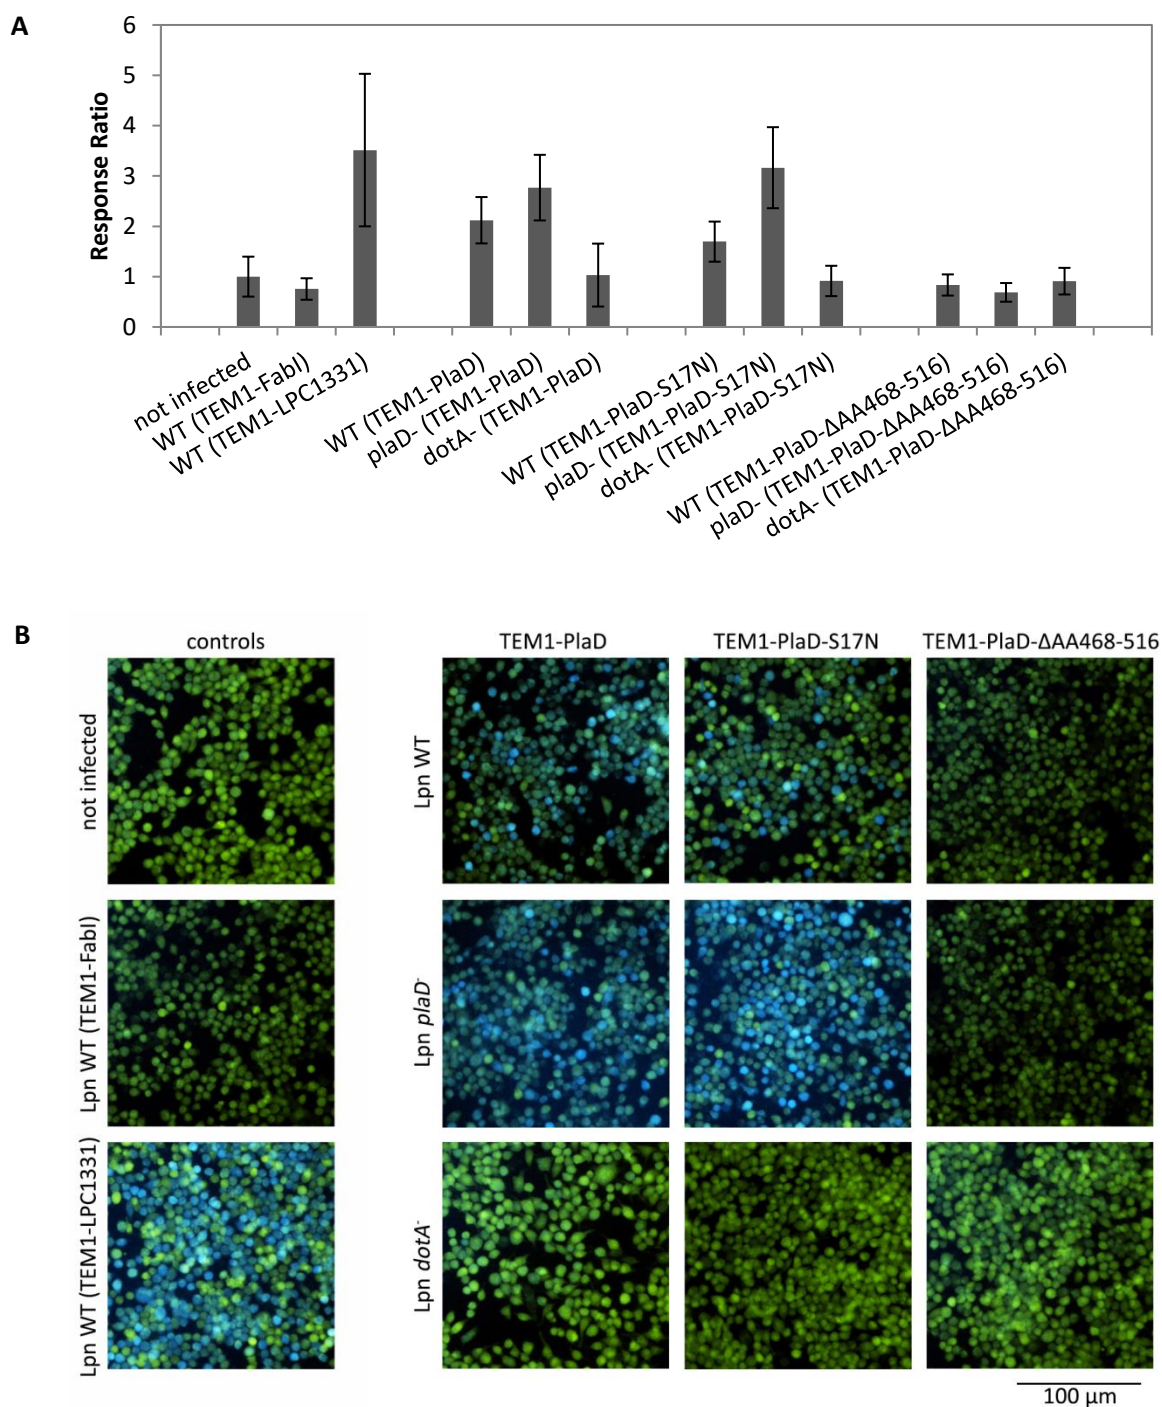 A
Response Ratio
6
5
4
3
2
1
0
not infected
WT (TEM1-FabI)
WT (TEM1-LPC1331)
WT (TEM1-PlaD)
plaD- (TEM1-PlaD)
dotA- (TEM1-PlaD)
WT (TEM1-PlaD-S17N)
plaD- (TEM1-PlaD-S17N)
dotA- (TEM1-PlaD-S17N)
WT (TEM1-PlaD-ΔAA468-516)
plaD- (TEM1-PlaD-ΔAA468-516)
dotA- (TEM1-PlaD-ΔAA468-516)
B
controls
TEM1-PlaD
TEM1-PlaD-S17N
TEM1-PlaD-ΔAA468-516
not infected
Lpn WT
Lpn WT (TEM1-FabI)
Lpn plaD-
Lpn WT (TEM1-LPC1331)
Lpn dotA-
100 µm